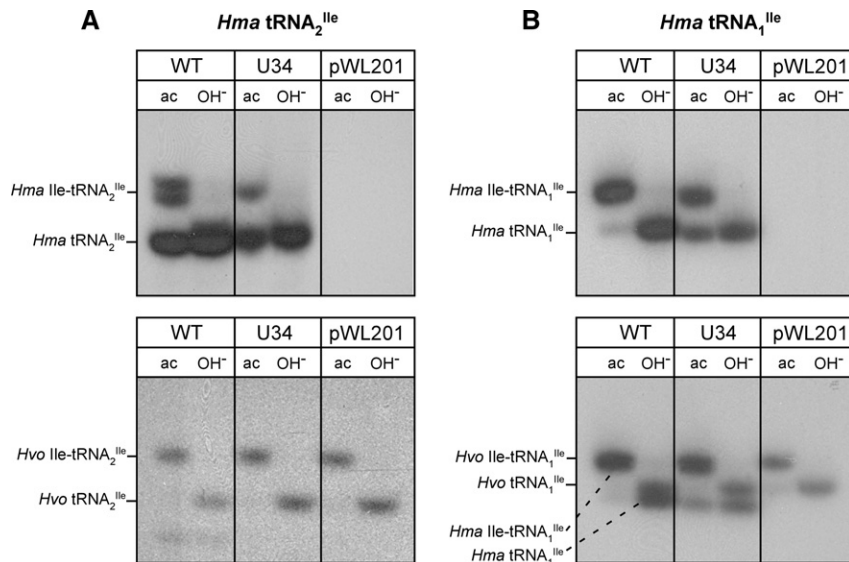 A
Hma tRNA₂ᴵˡᵉ
WT U34 pWL201
ac OH⁻ ac OH⁻ ac OH⁻
Hma Ile-tRNA₂ᴵˡᵉ
Hma tRNA₂ᴵˡᵉ
WT U34 pWL201
ac OH⁻ ac OH⁻ ac OH⁻
Hvo Ile-tRNA₂ᴵˡᵉ
Hvo tRNA₂ᴵˡᵉ
B
Hma tRNA₁ᴵˡᵉ
WT U34 pWL201
ac OH⁻ ac OH⁻ ac OH⁻
Hma Ile-tRNA₁ᴵˡᵉ
Hma tRNA₁ᴵˡᵉ
WT U34 pWL201
ac OH⁻ ac OH⁻ ac OH⁻
Hvo Ile-tRNA₁ᴵˡᵉ
Hvo tRNA₁ᴵˡᵉ
Hma Ile-tRNA₁ᴵˡᵉ
Hma tRNA₁ᴵˡᵉ